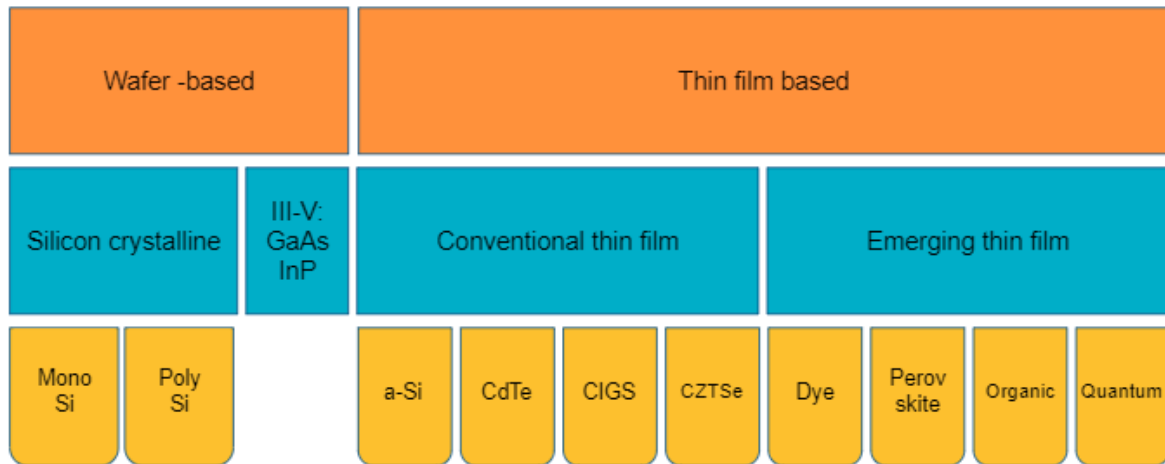 Wafer -based
Thin film based
Silicon crystalline
III-V:
GaAs
InP
Conventional thin film
Emerging thin film
Mono
Si
Poly
Si
a-Si
CdTe
CIGS
CZTSe
Dye
Perov
skite
Organic
Quantum